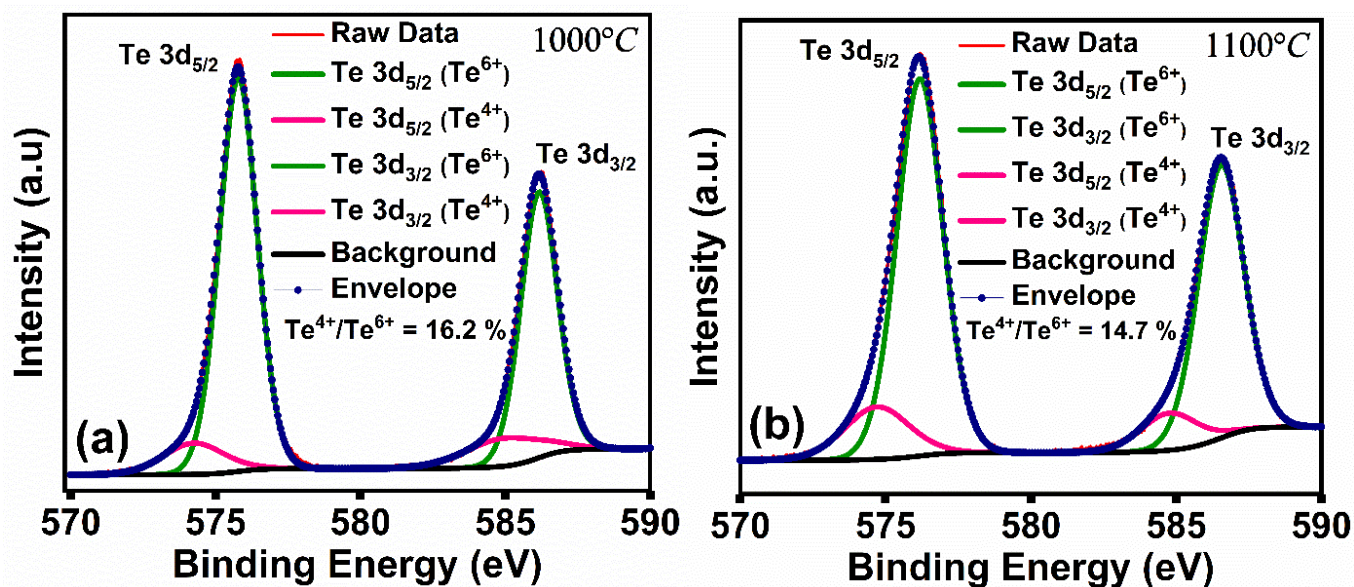 Te 3d5/2
Raw Data
1000°C
Te 3d5/2 (Te6+)
Te 3d5/2 (Te4+)
Te 3d3/2 (Te6+)
Te 3d3/2
Te 3d3/2 (Te4+)
Background
Envelope
Te4+/Te6+ = 16.2 %
(a)
Intensity (a.u)
570 575 580 585 590
Binding Energy (eV)
Te 3d5/2
Raw Data
1100°C
Te 3d5/2 (Te6+)
Te 3d3/2 (Te6+)
Te 3d3/2
Te 3d5/2 (Te4+)
Te 3d3/2 (Te4+)
Background
Envelope
Te4+/Te6+ = 14.7 %
(b)
Intensity (a.u.)
570 575 580 585 590
Binding Energy (eV)